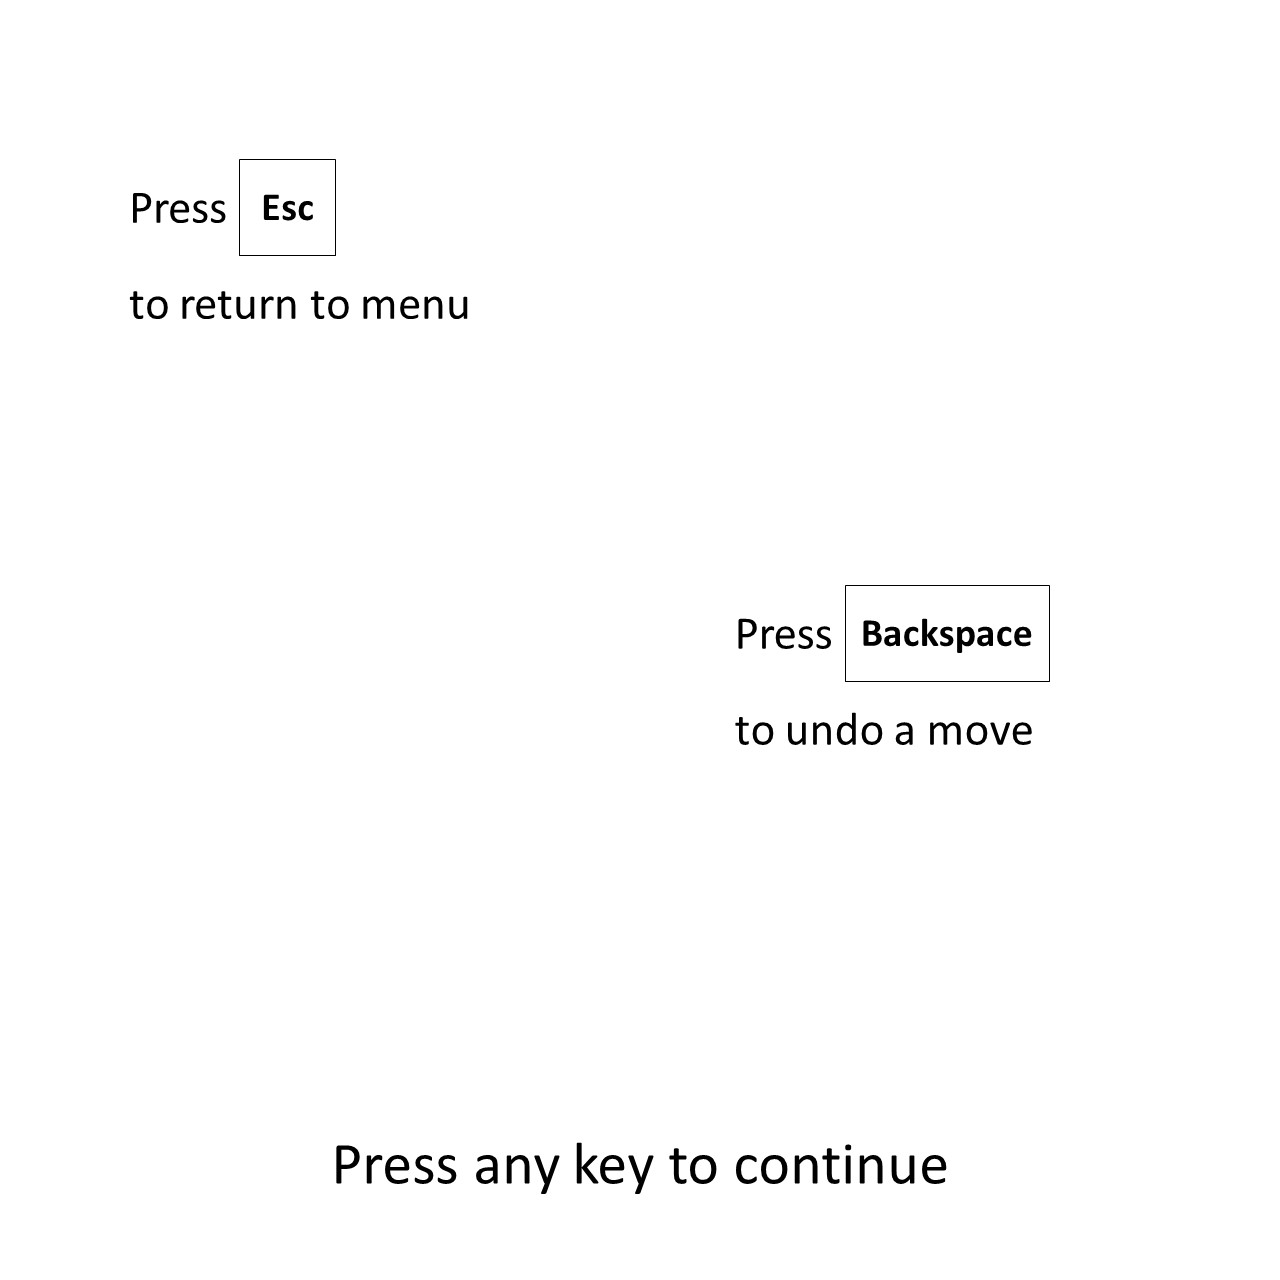 Press Esc
to return to menu
Press Backspace
to undo a move
Press any key to continue